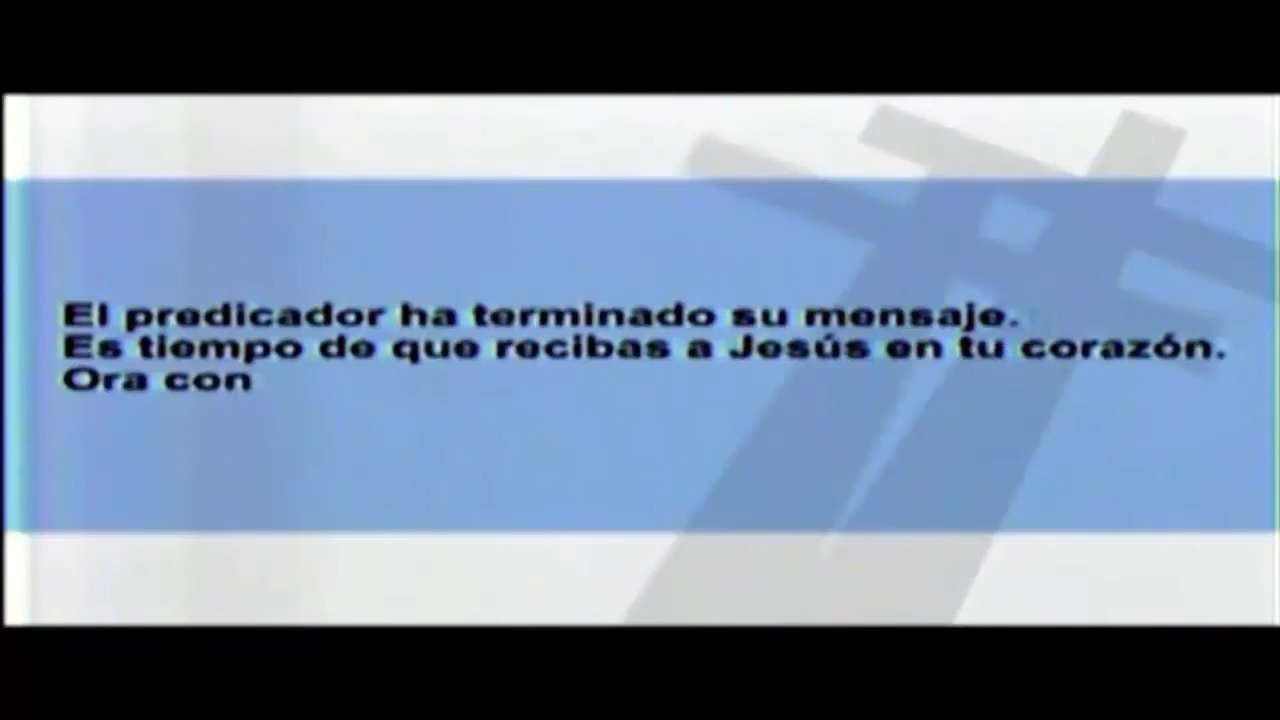 El predicador ha terminado su mensaje.
Es tiempo de que recibas a Jesús en tu corazón.
Ora con